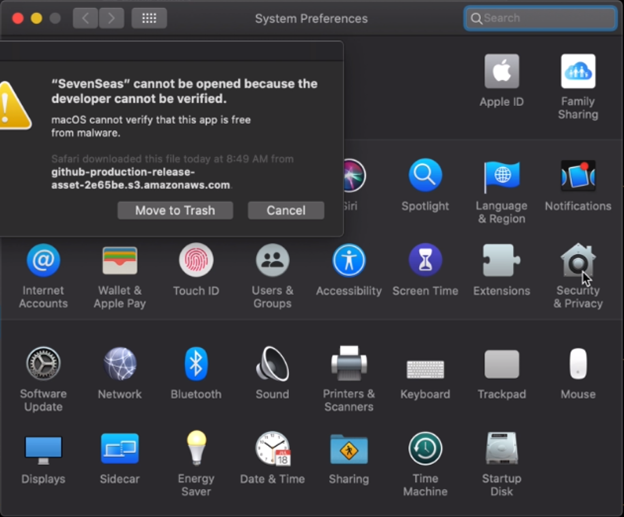 System Preferences
Search
“SevenSeas” cannot be opened because the
developer cannot be verified.
macOS cannot verify that this app is free
from malware.
Safari downloaded this file today at 8:49 AM from
github-production-release-
asset-2e65be.s3.amazonaws.com.
Move to Trash
Cancel
Apple ID
Family
Sharing
Siri
Spotlight
Language
& Region
Notifications
Internet
Accounts
Wallet &
Apple Pay
Touch ID
Users &
Groups
Accessibility
Screen Time
Extensions
Security
& Privacy
Software
Update
Network
Bluetooth
Sound
Printers &
Scanners
Keyboard
Trackpad
Mouse
Displays
Sidecar
Energy
Saver
Date & Time
JUL
18
Sharing
Time
Machine
Startup
Disk